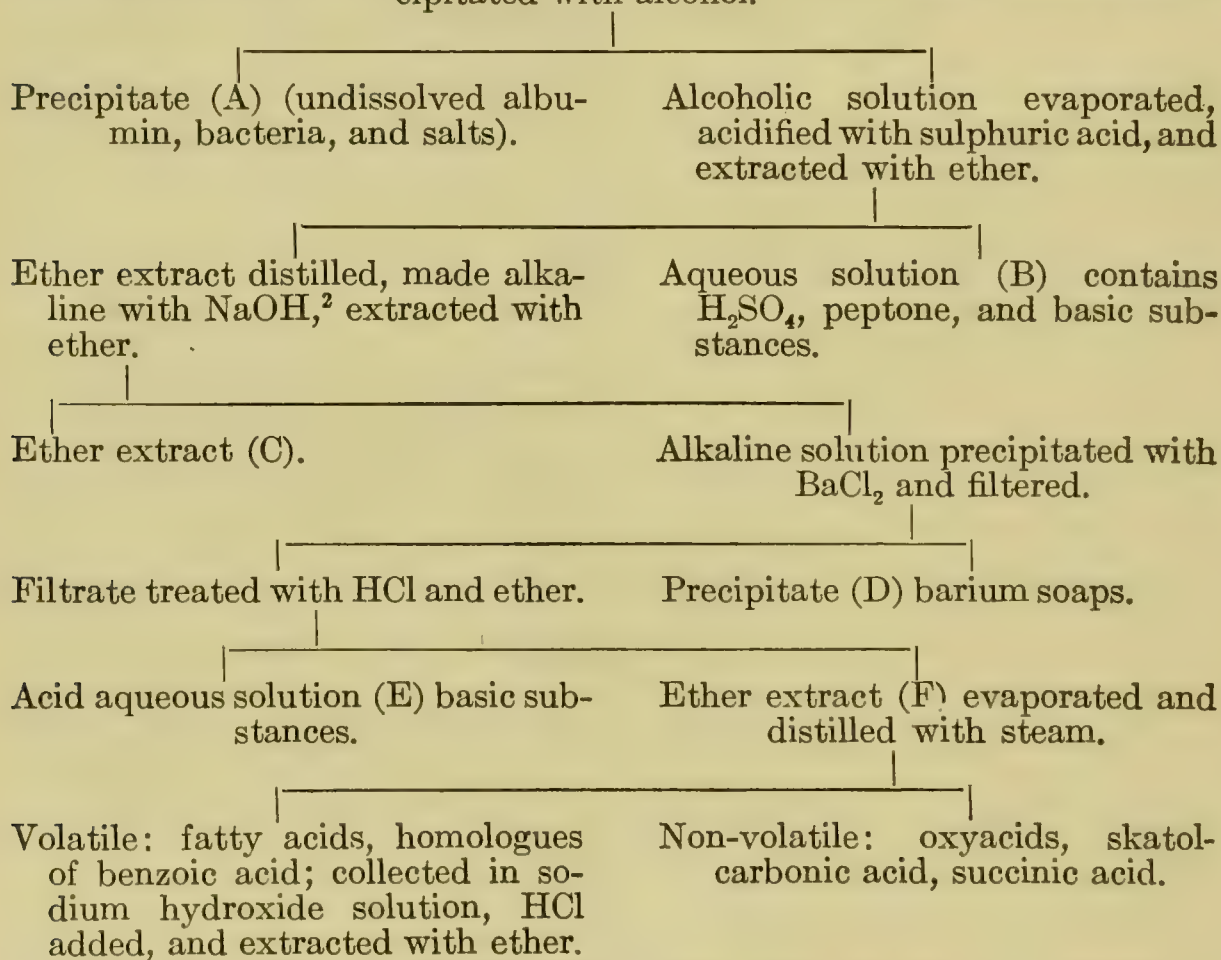 cipitated with alcohol.
Precipitate (A) (undissolved albu-
min, bacteria, and salts).
Alcoholic solution evaporated,
acidified with sulphuric acid, and
extracted with ether.
Ether extract distilled, made alka-
line with NaOH,² extracted with
ether.
Aqueous solution (B) contains
H₂SO₄, peptone, and basic sub-
stances.
Ether extract (C).
Alkaline solution precipitated with
BaCl₂ and filtered.
Filtrate treated with HCl and ether.
Precipitate (D) barium soaps.
Acid aqueous solution (E) basic sub-
stances.
Ether extract (F) evaporated and
distilled with steam.
Volatile: fatty acids, homologues
of benzoic acid; collected in so-
dium hydroxide solution, HCl
added, and extracted with ether.
Non-volatile: oxyacids, skatol-
carbonic acid, succinic acid.